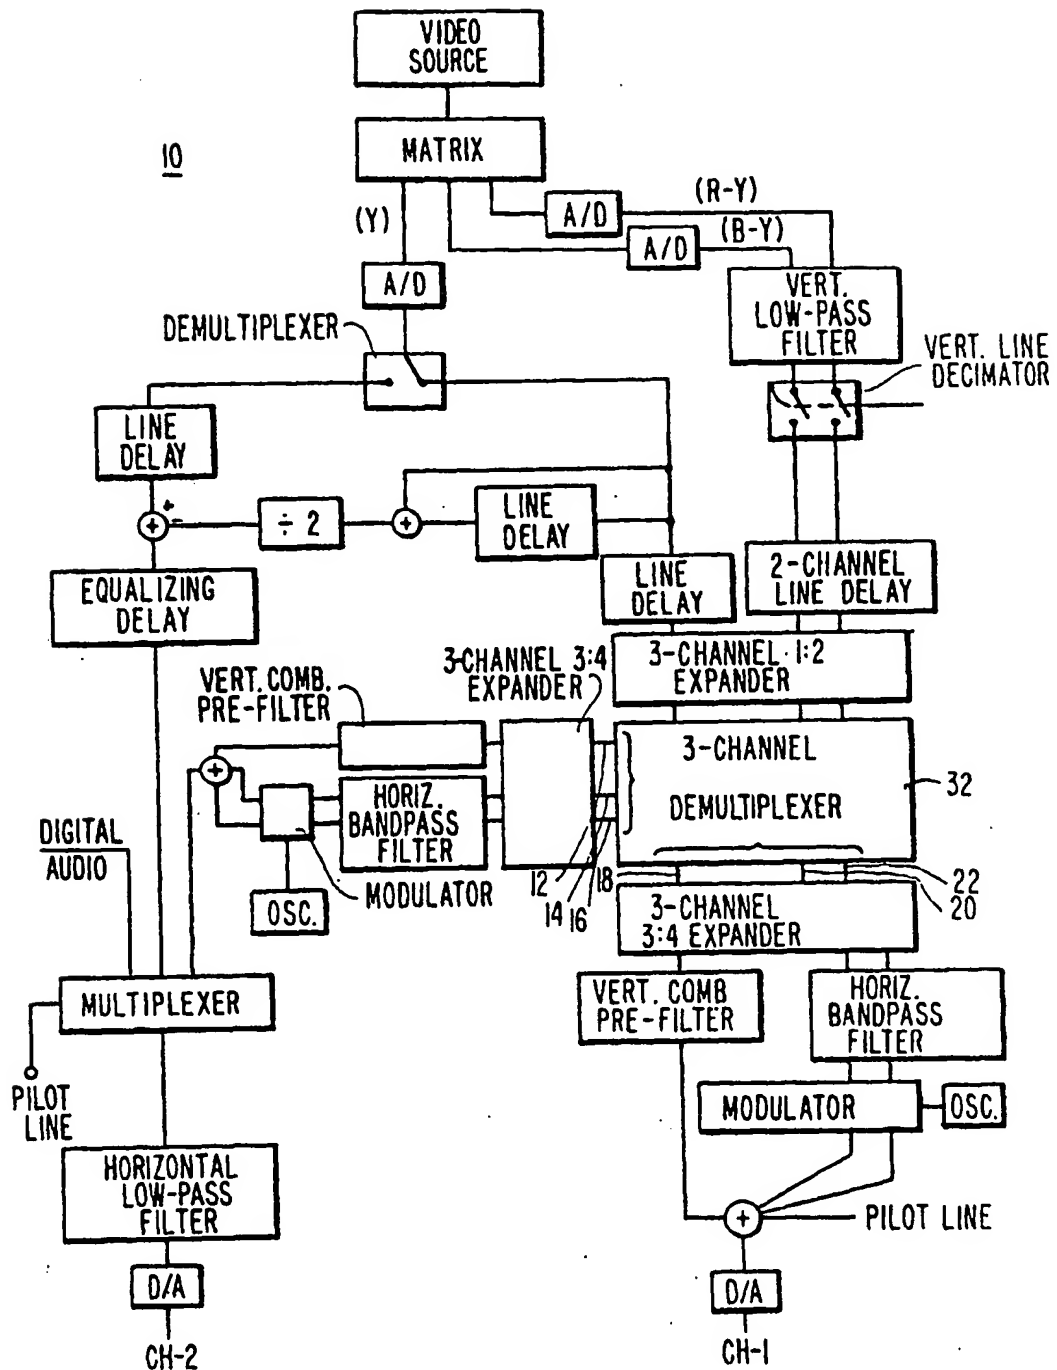 VIDEO
SOURCE
10
MATRIX
(Y)
A/D
(R-Y)
A/D
(B-Y)
A/D
VERT.
LOW-PASS
FILTER
DEMULTIPLEXER
VERT. LINE
DECIMATOR
LINE
DELAY
+
-
+
÷ 2
+
LINE
DELAY
EQUALIZING
DELAY
LINE
DELAY
2-CHANNEL
LINE DELAY
3-CHANNEL 1:2
EXPANDER
3-CHANNEL 3:4
EXPANDER
VERT. COMB.
PRE-FILTER
3-CHANNEL
DEMULTIPLEXER
32
+
HORIZ.
BANDPASS
FILTER
DIGITAL
AUDIO
MODULATOR
OSC.
12
14
16
18
22
20
3-CHANNEL
3:4 EXPANDER
MULTIPLEXER
VERT. COMB
PRE-FILTER
HORIZ.
BANDPASS
FILTER
PILOT
LINE
MODULATOR
OSC.
HORIZONTAL
LOW-PASS
FILTER
+
PILOT LINE
D/A
D/A
CH-2
CH-1